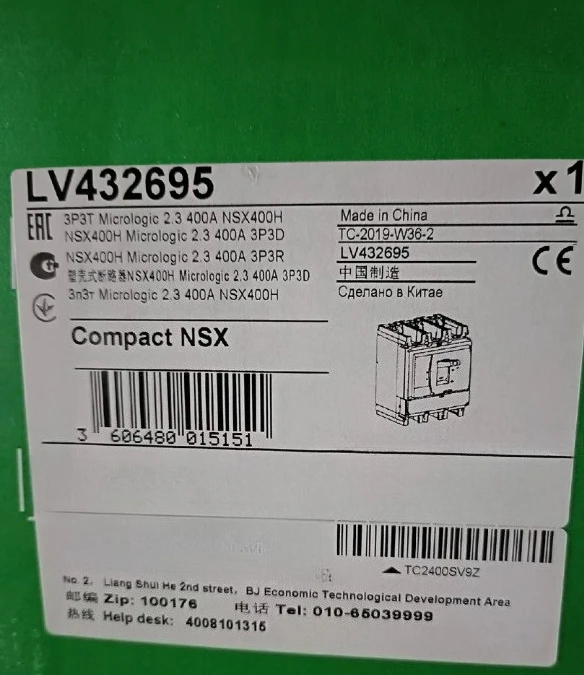 LV432695
x1
EAC
3P3T Micrologic 2.3 400A NSX400H
NSX400H Micrologic 2.3 400A 3P3D
NSX400H Micrologic 2.3 400A 3P3R
塑壳式断路器NSX400H Micrologic 2.3 400A 3P3D
3п3т Micrologic 2.3 400A NSX400H
Made in China
TC-2019-W36-2
LV432695
中国制造
Сделано в Китае
CE
Compact NSX
3 606480 015151
TC2400SV9Z
No. 2, Liang Shui He 2nd street, BJ Economic Technological Development Area
邮编 Zip: 100176 电话 Tel: 010-65039999
热线 Help desk: 4008101315